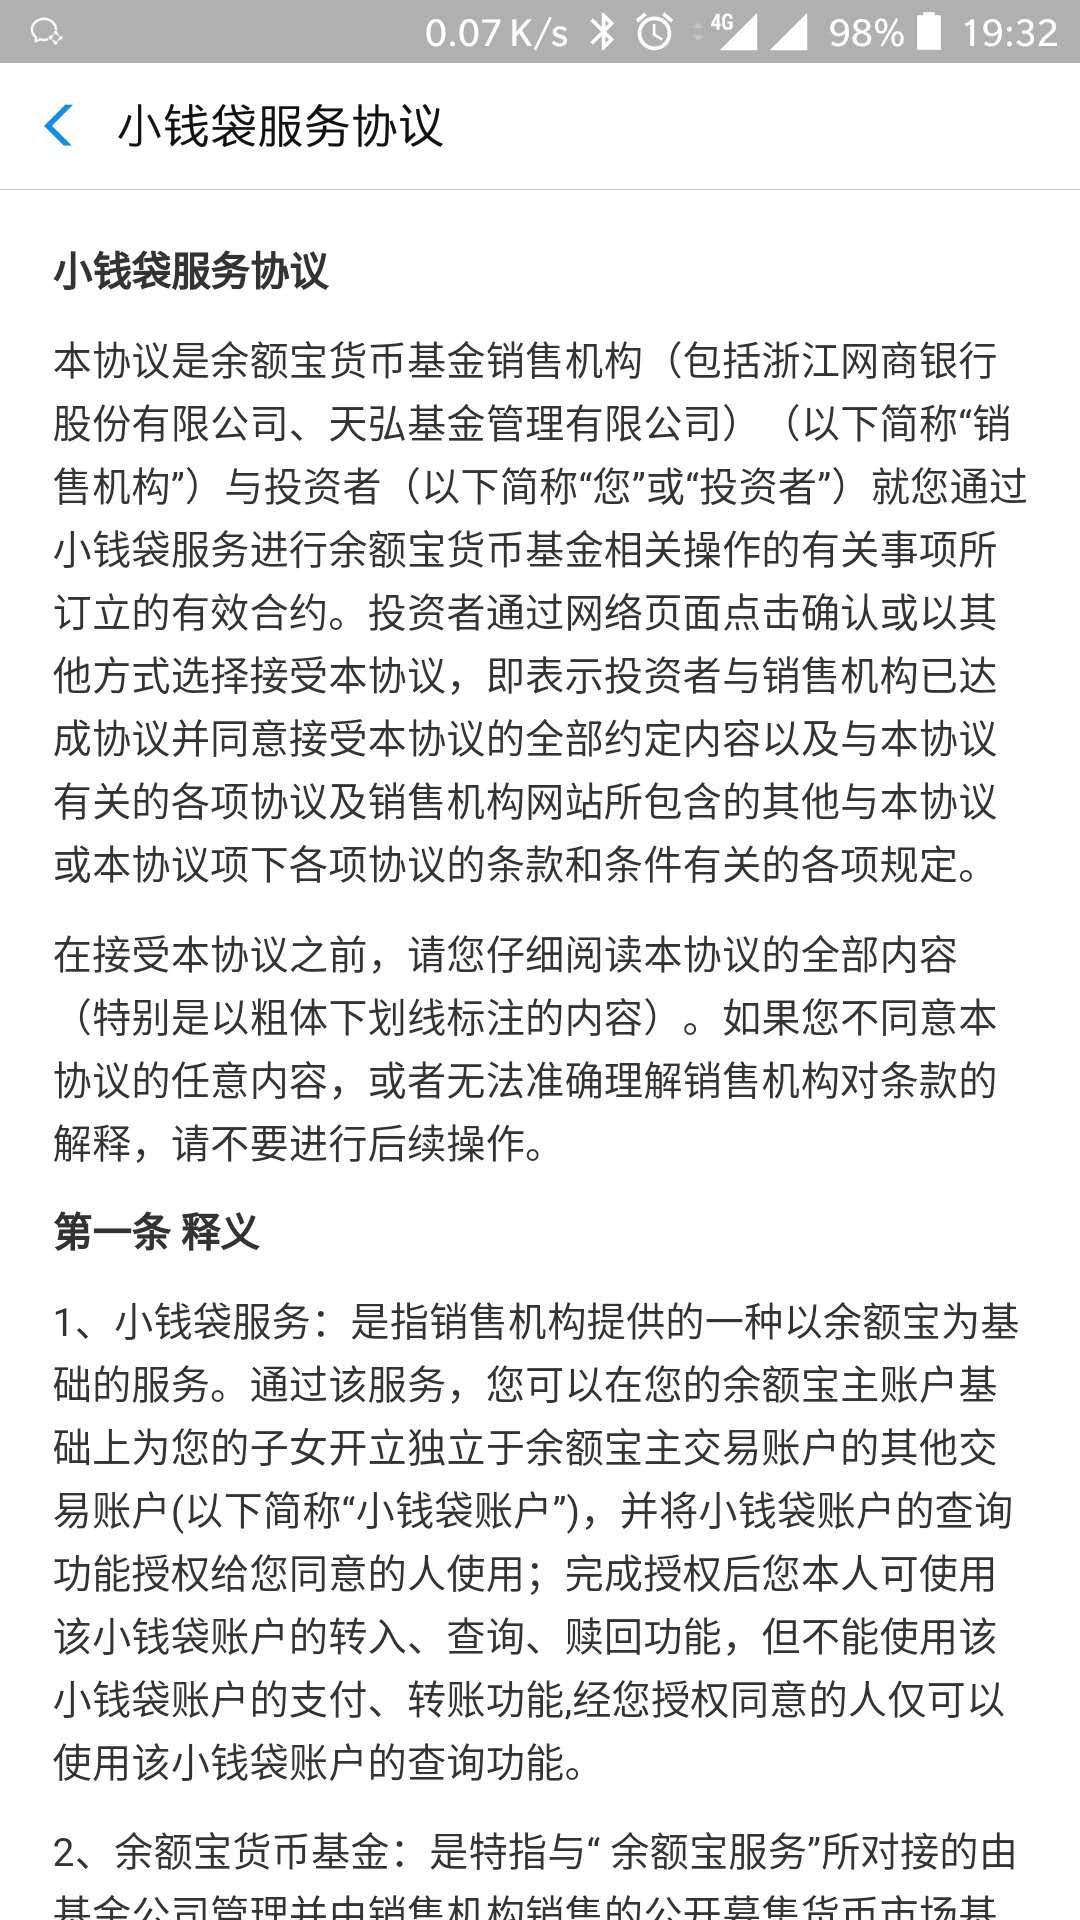 0.07 K/s 4G 98% 19:32
小钱袋服务协议
小钱袋服务协议
本协议是余额宝货币基金销售机构（包括浙江网商银行
股份有限公司、天弘基金管理有限公司）（以下简称“销
售机构”）与投资者（以下简称“您”或“投资者”）就您通过
小钱袋服务进行余额宝货币基金相关操作的有关事项所
订立的有效合约。投资者通过网络页面点击确认或以其
他方式选择接受本协议，即表示投资者与销售机构已达
成协议并同意接受本协议的全部约定内容以及与本协议
有关的各项协议及销售机构网站所包含的其他与本协议
或本协议项下各项协议的条款和条件有关的各项规定。
在接受本协议之前，请您仔细阅读本协议的全部内容
（特别是以粗体下划线标注的内容）。如果您不同意本
协议的任意内容，或者无法准确理解销售机构对条款的
解释，请不要进行后续操作。
第一条 释义
1、小钱袋服务：是指销售机构提供的一种以余额宝为基
础的服务。通过该服务，您可以在您的余额宝主账户基
础上为您的子女开立独立于余额宝主交易账户的其他交
易账户(以下简称“小钱袋账户”)，并将小钱袋账户的查询
功能授权给您同意的人使用；完成授权后您本人可使用
该小钱袋账户的转入、查询、赎回功能，但不能使用该
小钱袋账户的支付、转账功能,经您授权同意的人仅可以
使用该小钱袋账户的查询功能。
2、余额宝货币基金：是特指与“ 余额宝服务”所对接的由
基金公司管理并由销售机构销售的公开募集货币市场基